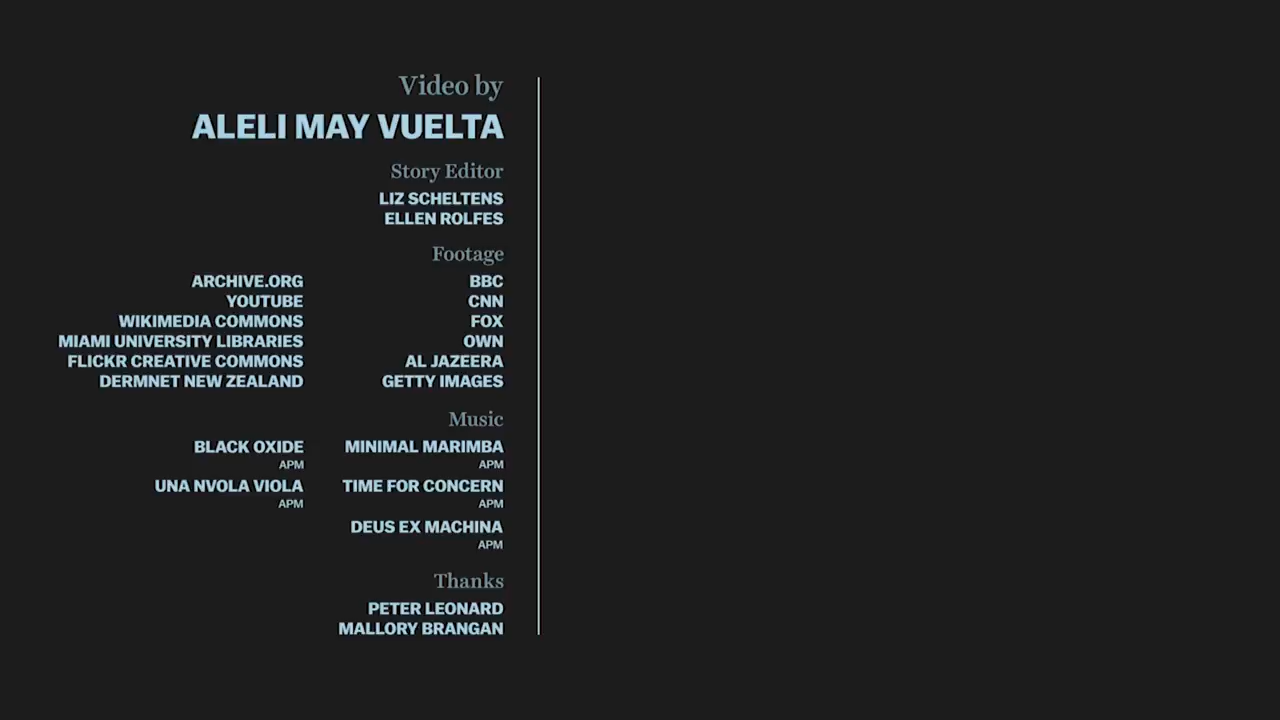 Video by
ALELI MAY VUELTA
Story Editor
LIZ SCHELTENS
ELLEN ROLFES
Footage
ARCHIVE.ORG BBC
YOUTUBE CNN
WIKIMEDIA COMMONS FOX
MIAMI UNIVERSITY LIBRARIES OWN
FLICKR CREATIVE COMMONS AL JAZEERA
DERMNET NEW ZEALAND GETTY IMAGES
Music
BLACK OXIDE MINIMAL MARIMBA
APM APM
UNA NVOLA VIOLA TIME FOR CONCERN
APM APM
DEUS EX MACHINA
APM
Thanks
PETER LEONARD
MALLORY BRANGAN